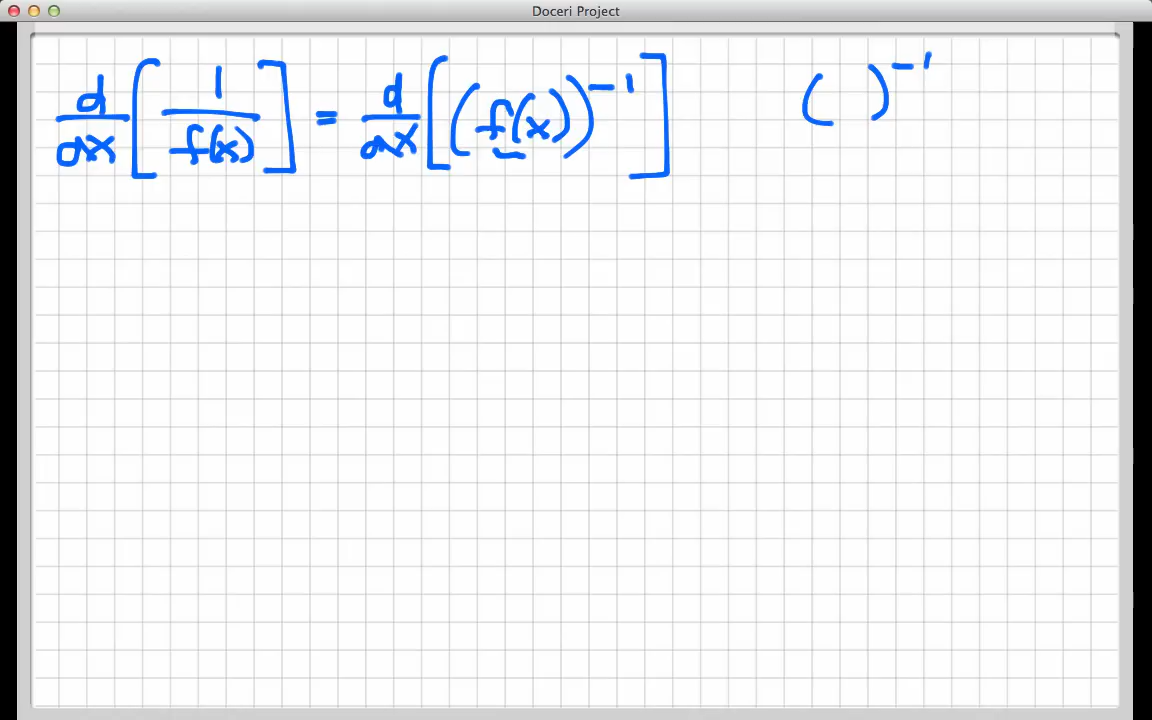 Doceri Project
d/dx [1/f(x)] = d/dx [(f(x))⁻¹] ( )⁻¹